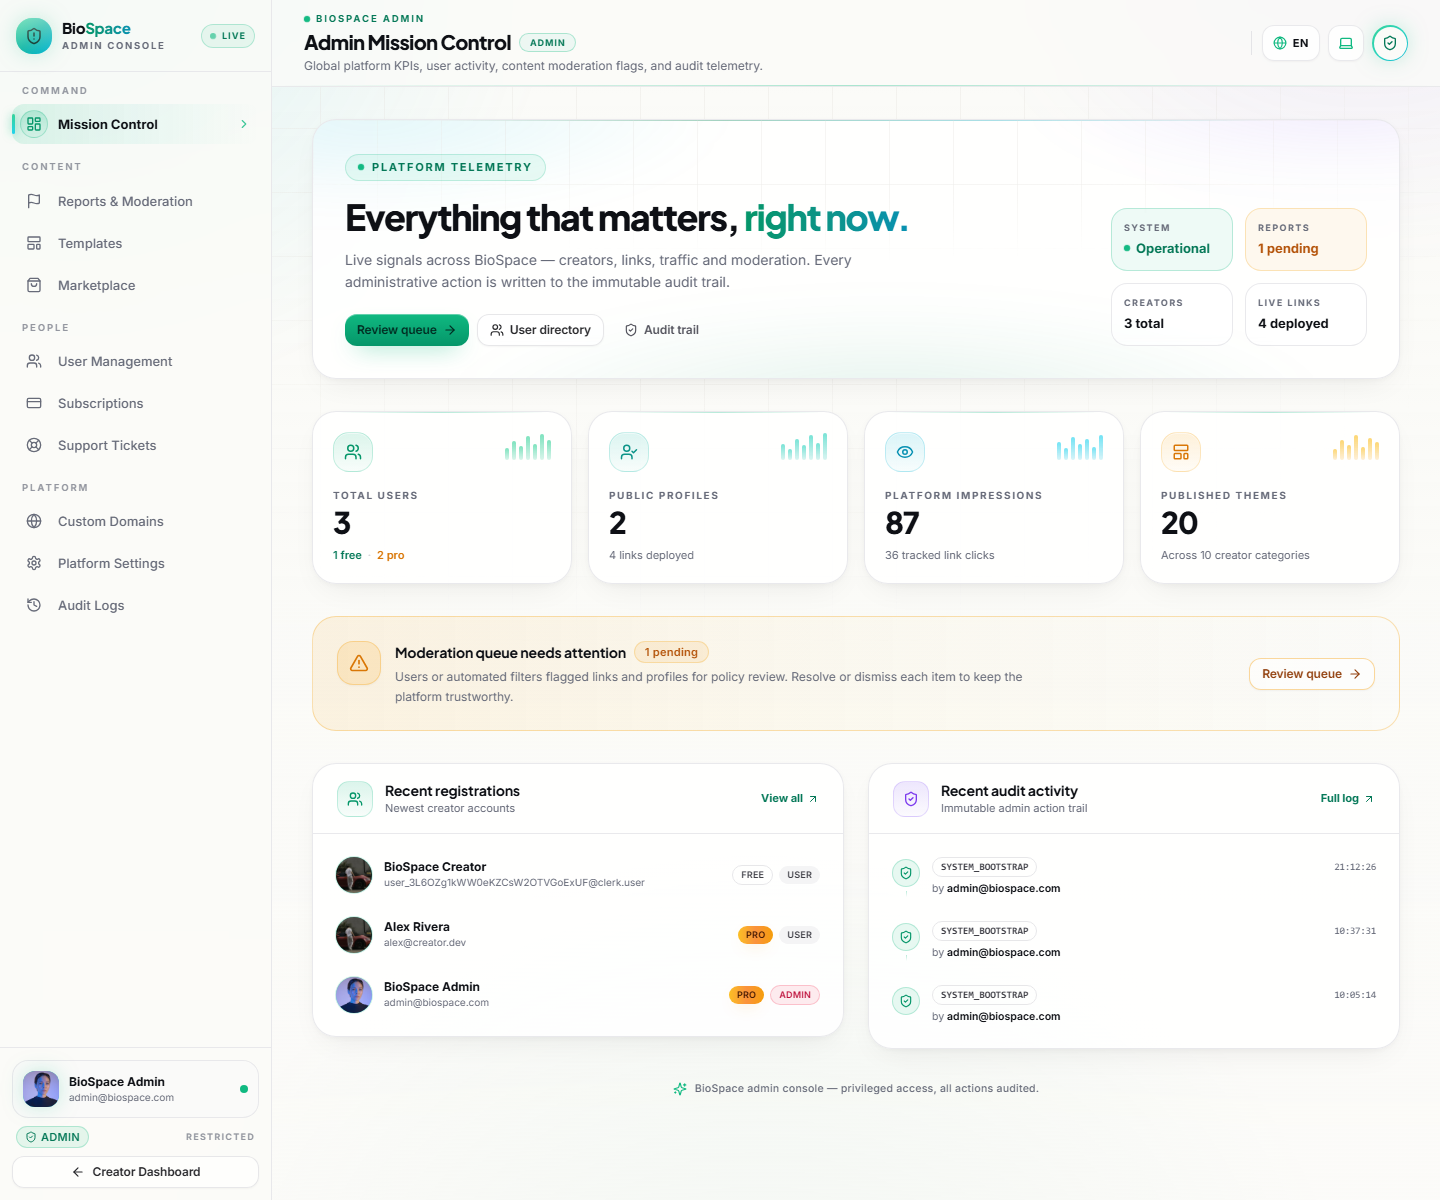 BioSpace
ADMIN CONSOLE
LIVE
COMMAND
Mission Control
CONTENT
Reports & Moderation
Templates
Marketplace
PEOPLE
User Management
Subscriptions
Support Tickets
PLATFORM
Custom Domains
Platform Settings
Audit Logs
BioSpace Admin
admin@biospace.com
ADMIN
RESTRICTED
Creator Dashboard
BIOSPACE ADMIN
Admin Mission Control ADMIN
Global platform KPIs, user activity, content moderation flags, and audit telemetry.
EN
PLATFORM TELEMETRY
Everything that matters, right now.
Live signals across BioSpace — creators, links, traffic and moderation. Every
administrative action is written to the immutable audit trail.
Review queue
User directory
Audit trail
SYSTEM
Operational
REPORTS
1 pending
CREATORS
3 total
LIVE LINKS
4 deployed
TOTAL USERS
3
1 free · 2 pro
PUBLIC PROFILES
2
4 links deployed
PLATFORM IMPRESSIONS
87
36 tracked link clicks
PUBLISHED THEMES
20
Across 10 creator categories
Moderation queue needs attention 1 pending
Users or automated filters flagged links and profiles for policy review. Resolve or dismiss each item to keep the
platform trustworthy.
Review queue
Recent registrations
Newest creator accounts
View all
BioSpace Creator
user_3L6OZg1kWW0eKZCsW2OTVGoExUF@clerk.user
FREE USER
Alex Rivera
alex@creator.dev
PRO USER
BioSpace Admin
admin@biospace.com
PRO ADMIN
Recent audit activity
Immutable admin action trail
Full log
SYSTEM_BOOTSTRAP
21:12:26
by admin@biospace.com
SYSTEM_BOOTSTRAP
10:37:31
by admin@biospace.com
SYSTEM_BOOTSTRAP
10:05:14
by admin@biospace.com
BioSpace admin console — privileged access, all actions audited.